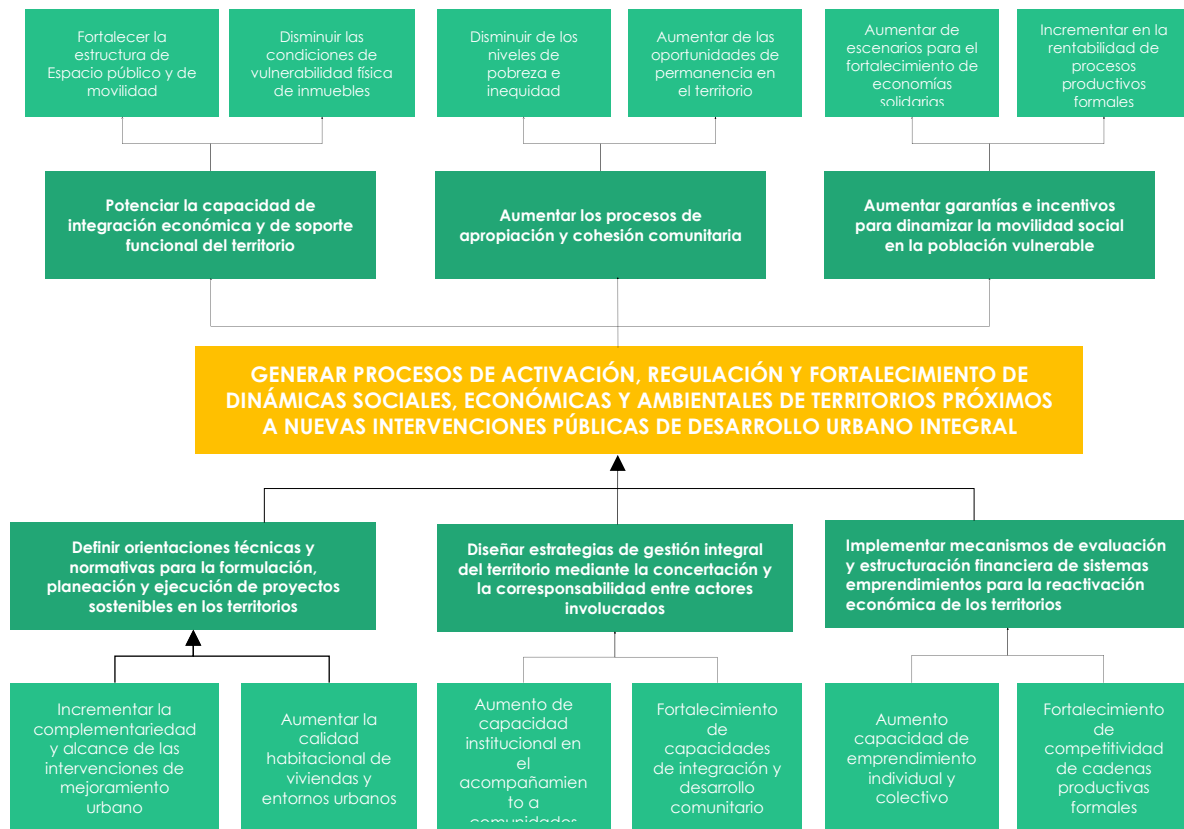 Fortalecer la
estructura de
Espacio público y de
movilidad
Disminuir las
condiciones de
vulnerabilidad física
de inmuebles
Disminuir de los
niveles de
pobreza e
inequidad
Aumentar de las
oportunidades de
permanencia en
el territorio
Aumentar de
escenarios para el
fortalecimiento de
economías
solidarias
Incrementar en la
rentabilidad de
procesos
productivos
formales
Potenciar la capacidad de
integración económica y de soporte
funcional del territorio
Aumentar los procesos de
apropiación y cohesión comunitaria
Aumentar garantías e incentivos
para dinamizar la movilidad social
en la población vulnerable
GENERAR PROCESOS DE ACTIVACIÓN, REGULACIÓN Y FORTALECIMIENTO DE
DINÁMICAS SOCIALES, ECONÓMICAS Y AMBIENTALES DE TERRITORIOS PRÓXIMOS
A NUEVAS INTERVENCIONES PÚBLICAS DE DESARROLLO URBANO INTEGRAL
Definir orientaciones técnicas y
normativas para la formulación,
planeación y ejecución de proyectos
sostenibles en los territorios
Diseñar estrategias de gestión integral
del territorio mediante la concertación y
la corresponsabilidad entre actores
involucrados
Implementar mecanismos de evaluación
y estructuración financiera de sistemas
emprendimientos para la reactivación
económica de los territorios
Incrementar la
complementariedad
y alcance de las
intervenciones de
mejoramiento
urbano
Aumentar la
calidad
habitacional de
viviendas y
entornos urbanos
Aumento de
capacidad
institucional en
el
acompañamien
to a
comunidades
Fortalecimiento
de
capacidades
de integración y
desarrollo
comunitario
Aumento
capacidad de
emprendimiento
individual y
colectivo
Fortalecimiento
de
competitividad
de cadenas
productivas
formales